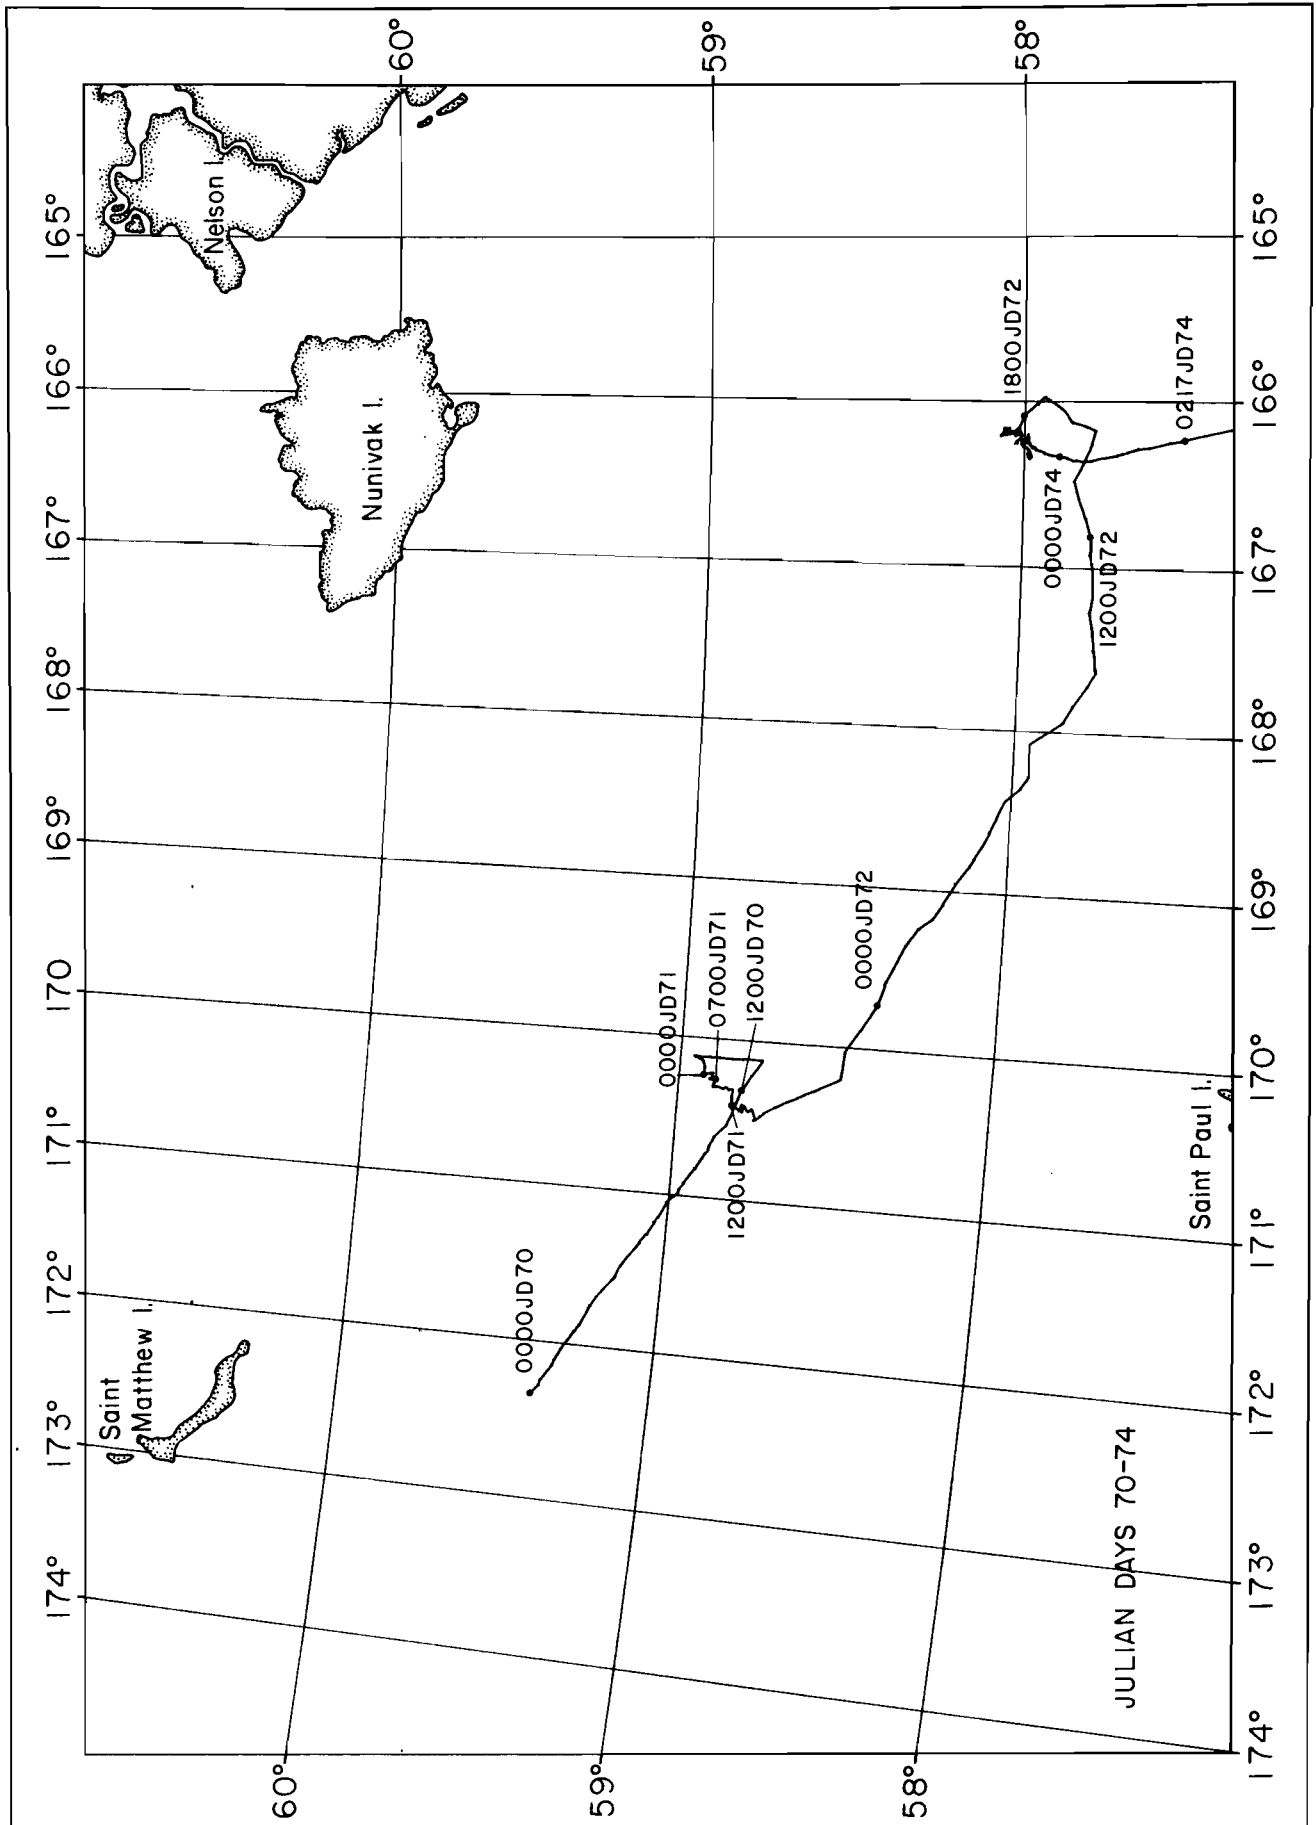 174°
173°
172°
171°
170
169°
168°
167°
166°
165°
60°
60°
59°
59°
58°
58°
Saint
Matthew I.
Nunivak I.
Nelson I.
0000JD70
0000JD71
0700JD71
1200JD70
1200JD71
0000JD72
1800JD72
0000JD74
1200JD72
0217JD74
Saint Paul I.
JULIAN DAYS 70-74
174°
173°
172°
171°
170°
169°
168°
167°
166°
165°